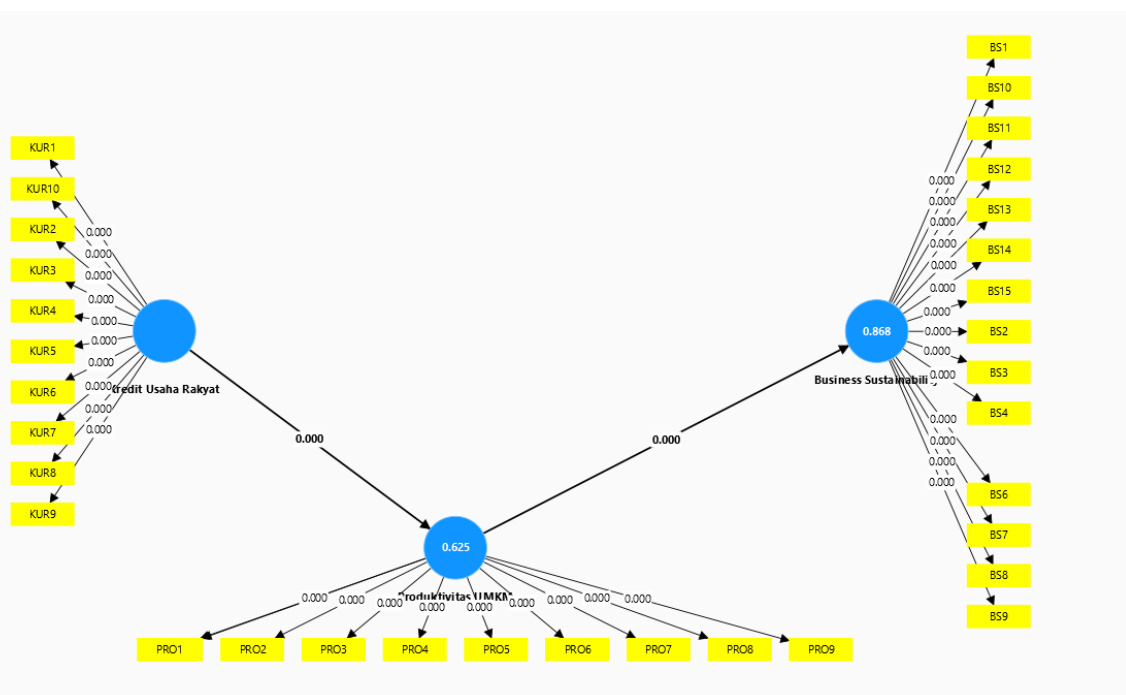 KUR1
KUR10
KUR2
KUR3
KUR4
KUR5
KUR6
KUR7
KUR8
KUR9
0.000
0.000
0.000
0.000
0.000
0.000
0.000
0.000
0.000
0.000
redit Usaha Rakyat
0.000
0.625
Produktivitas UMKM
0.000
0.000
0.000
0.000
0.000
0.000
0.000
0.000
0.000
PRO1
PRO2
PRO3
PRO4
PRO5
PRO6
PRO7
PRO8
PRO9
0.000
0.868
Business Sustainabili
0.000
0.000
0.000
0.000
0.000
0.000
0.000
0.000
0.000
0.000
0.000
0.000
0.000
0.000
BS1
BS10
BS11
BS12
BS13
BS14
BS15
BS2
BS3
BS4
BS6
BS7
BS8
BS9